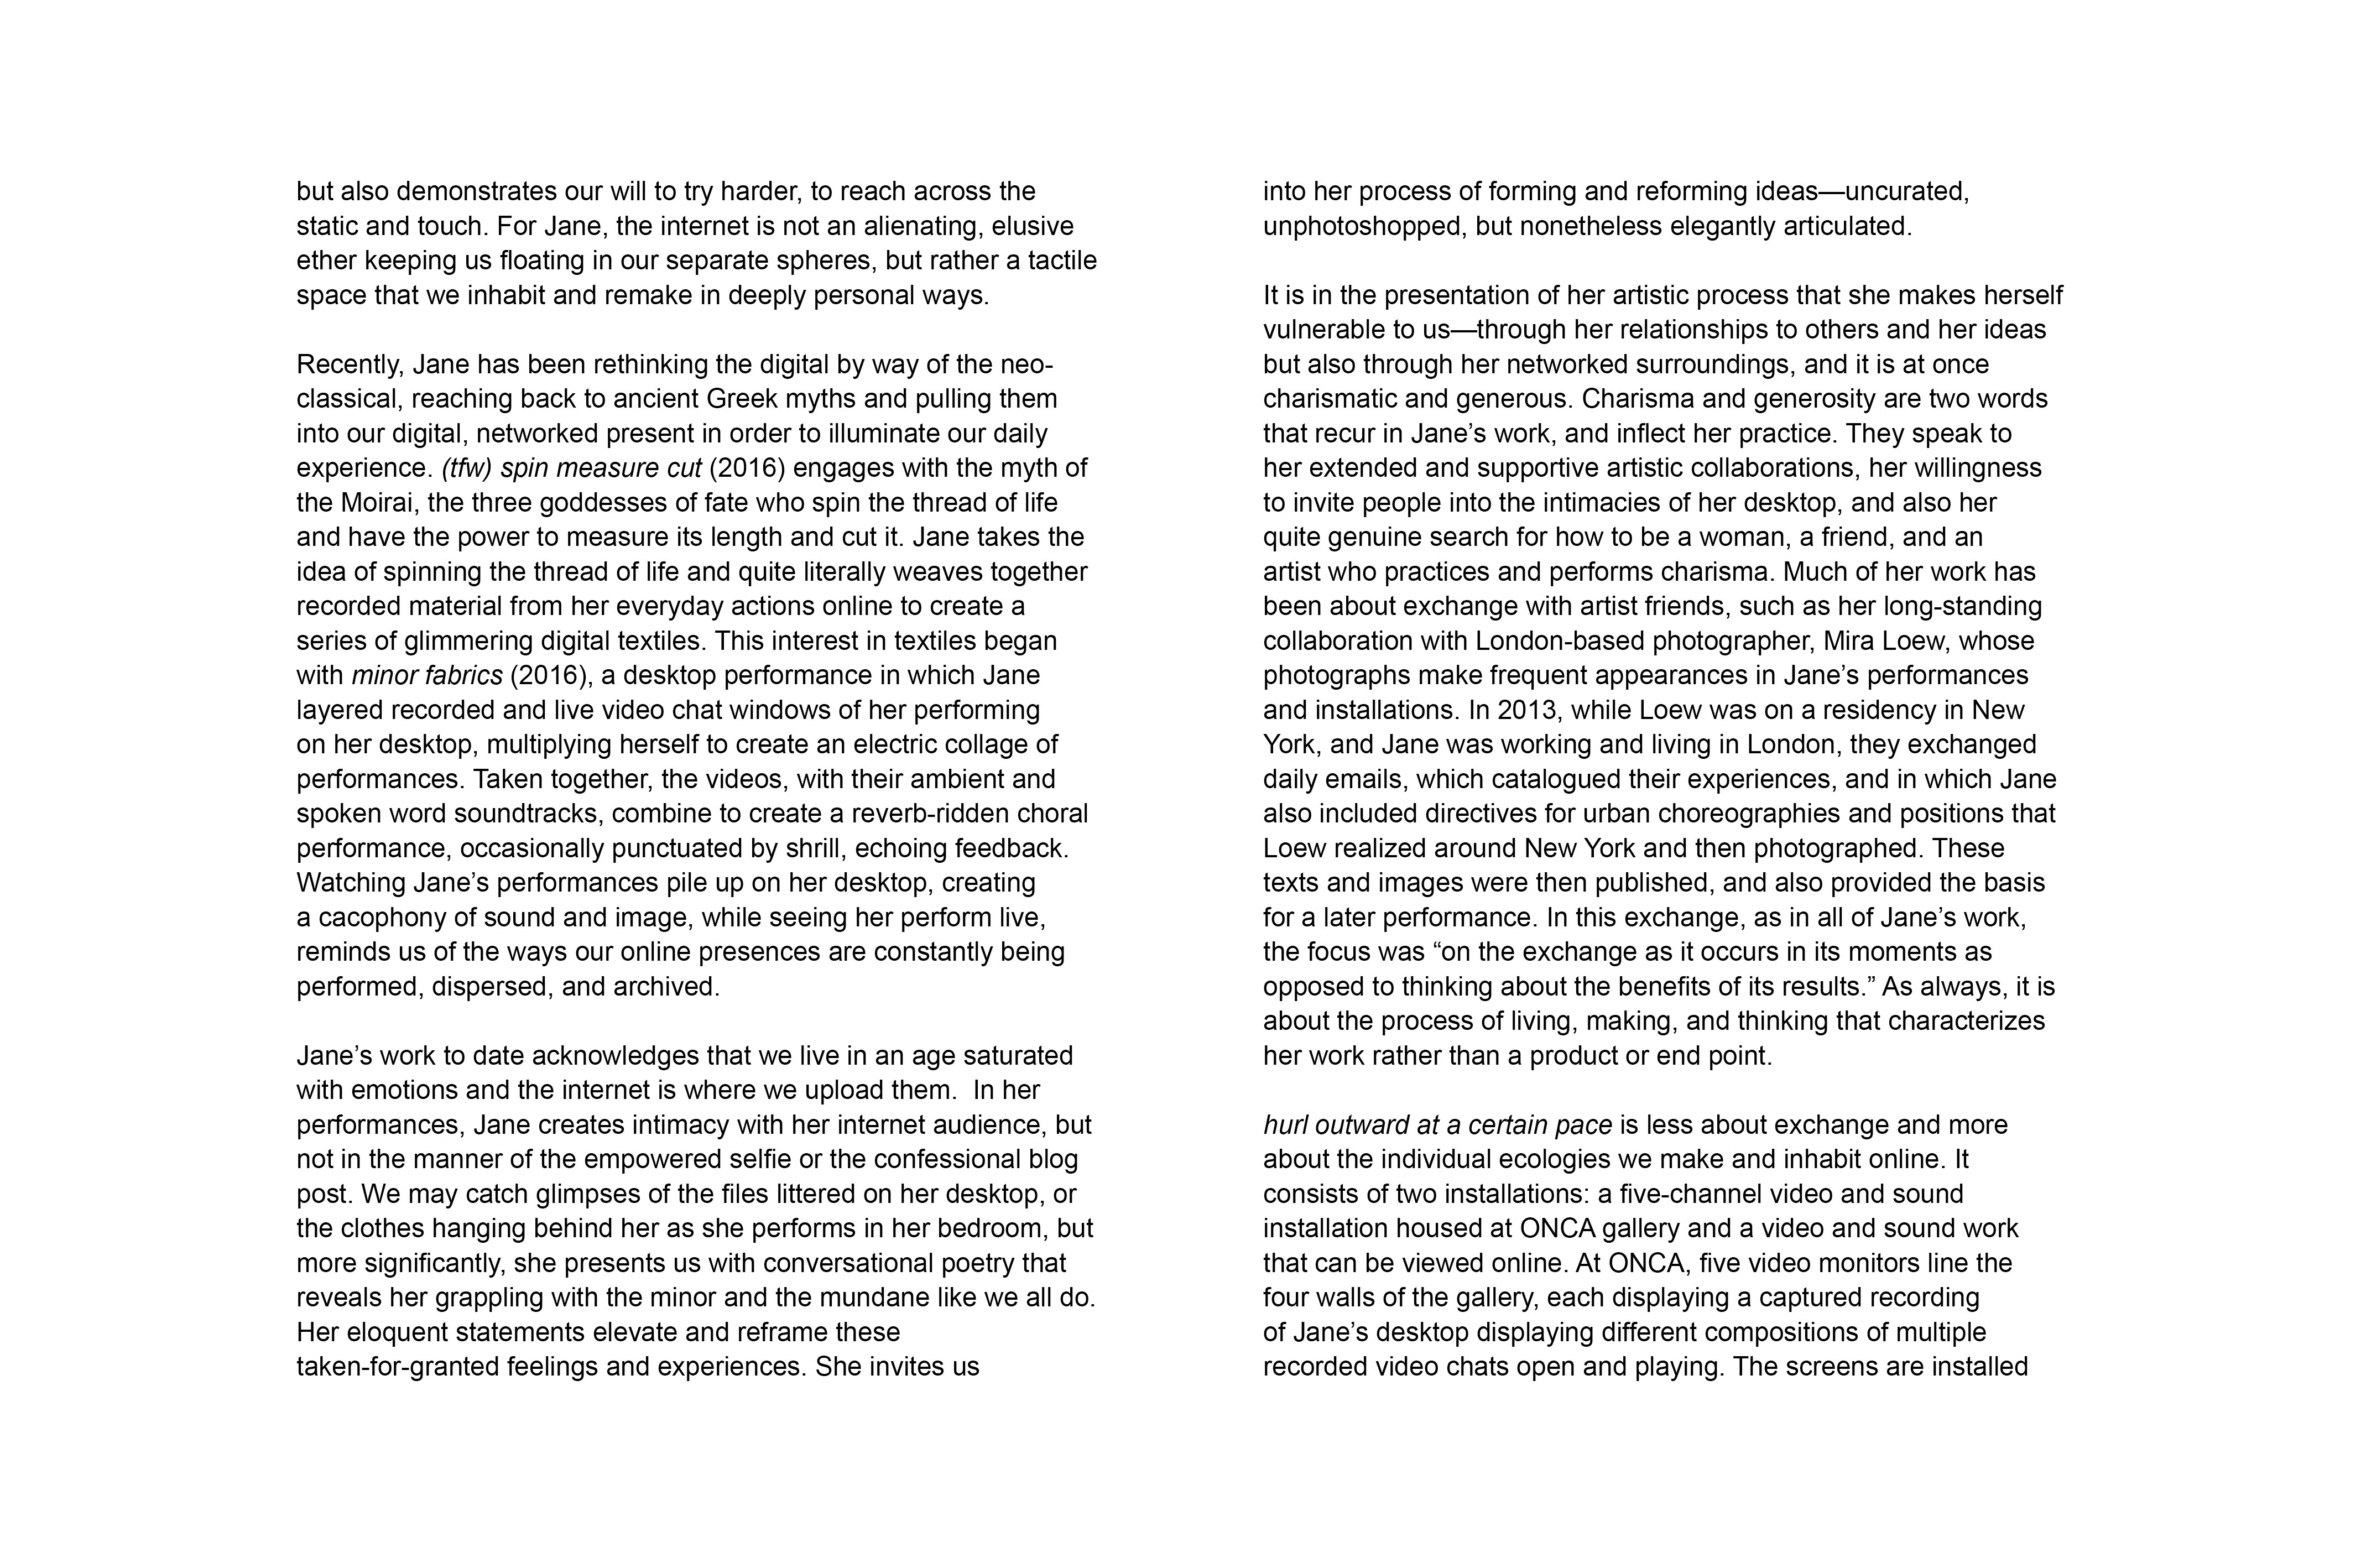 but also demonstrates our will to try harder, to reach across the
static and touch. For Jane, the internet is not an alienating, elusive
ether keeping us floating in our separate spheres, but rather a tactile
space that we inhabit and remake in deeply personal ways.
Recently, Jane has been rethinking the digital by way of the neo-
classical, reaching back to ancient Greek myths and pulling them
into our digital, networked present in order to illuminate our daily
experience. (tfw) spin measure cut (2016) engages with the myth of
the Moirai, the three goddesses of fate who spin the thread of life
and have the power to measure its length and cut it. Jane takes the
idea of spinning the thread of life and quite literally weaves together
recorded material from her everyday actions online to create a
series of glimmering digital textiles. This interest in textiles began
with minor fabrics (2016), a desktop performance in which Jane
layered recorded and live video chat windows of her performing
on her desktop, multiplying herself to create an electric collage of
performances. Taken together, the videos, with their ambient and
spoken word soundtracks, combine to create a reverb-ridden choral
performance, occasionally punctuated by shrill, echoing feedback.
Watching Jane’s performances pile up on her desktop, creating
a cacophony of sound and image, while seeing her perform live,
reminds us of the ways our online presences are constantly being
performed, dispersed, and archived.
Jane’s work to date acknowledges that we live in an age saturated
with emotions and the internet is where we upload them.  In her
performances, Jane creates intimacy with her internet audience, but
not in the manner of the empowered selfie or the confessional blog
post. We may catch glimpses of the files littered on her desktop, or
the clothes hanging behind her as she performs in her bedroom, but
more significantly, she presents us with conversational poetry that
reveals her grappling with the minor and the mundane like we all do.
Her eloquent statements elevate and reframe these
taken-for-granted feelings and experiences. She invites us
into her process of forming and reforming ideas—uncurated,
unphotoshopped, but nonetheless elegantly articulated.
It is in the presentation of her artistic process that she makes herself
vulnerable to us—through her relationships to others and her ideas
but also through her networked surroundings, and it is at once
charismatic and generous. Charisma and generosity are two words
that recur in Jane’s work, and inflect her practice. They speak to
her extended and supportive artistic collaborations, her willingness
to invite people into the intimacies of her desktop, and also her
quite genuine search for how to be a woman, a friend, and an
artist who practices and performs charisma. Much of her work has
been about exchange with artist friends, such as her long-standing
collaboration with London-based photographer, Mira Loew, whose
photographs make frequent appearances in Jane’s performances
and installations. In 2013, while Loew was on a residency in New
York, and Jane was working and living in London, they exchanged
daily emails, which catalogued their experiences, and in which Jane
also included directives for urban choreographies and positions that
Loew realized around New York and then photographed. These
texts and images were then published, and also provided the basis
for a later performance. In this exchange, as in all of Jane’s work,
the focus was “on the exchange as it occurs in its moments as
opposed to thinking about the benefits of its results.” As always, it is
about the process of living, making, and thinking that characterizes
her work rather than a product or end point.
hurl outward at a certain pace is less about exchange and more
about the individual ecologies we make and inhabit online. It
consists of two installations: a five-channel video and sound
installation housed at ONCA gallery and a video and sound work
that can be viewed online. At ONCA, five video monitors line the
four walls of the gallery, each displaying a captured recording
of Jane’s desktop displaying different compositions of multiple
recorded video chats open and playing. The screens are installed